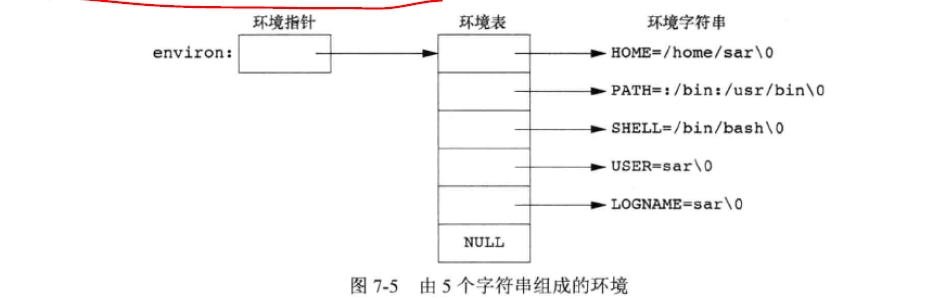 环境指针 环境表 环境字符串
environ: HOME=/home/sar\0
PATH=:/bin:/usr/bin\0
SHELL=/bin/bash\0
USER=sar\0
LOGNAME=sar\0
NULL
图 7-5 由 5 个字符串组成的环境